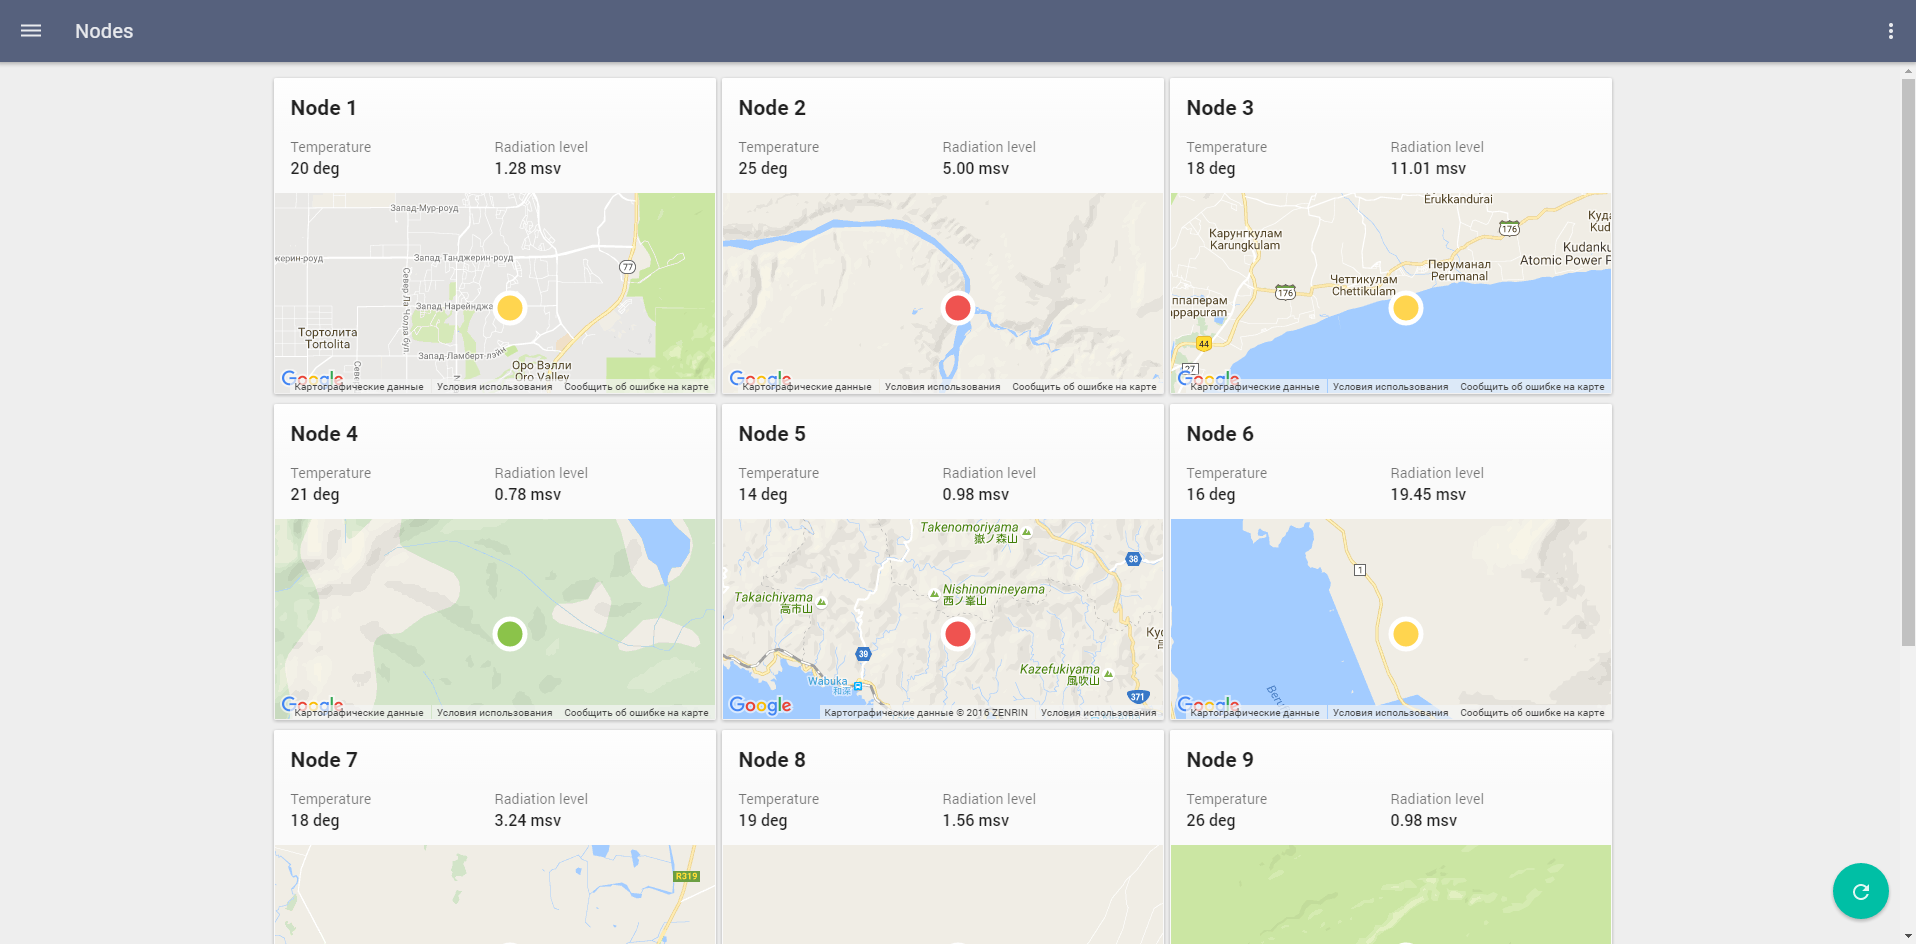 Nodes
Node 1
Temperature
Radiation level
20 deg
1.28 msv
Запад-Мур-роуд
жерин-роуд
Запад Танджерин-роуд
77
Север Ла Чолла бул
Запад Нарейнджа
Тортолита
Tortolita
Запад-Ламберт-лэйн
Оро Вэлли
Oro Valley
Google
Картографические данные
Условия использования
Сообщить об ошибке на карте
Node 2
Temperature
Radiation level
25 deg
5.00 msv
Google
Картографические данные
Условия использования
Сообщить об ошибке на карте
Node 3
Temperature
Radiation level
18 deg
11.01 msv
Erukkandurai
176
Куда
Kud
Карунгкулам
Karungkulam
Kudanku
Atomic Power P
Перуманал
Perumanal
Четтикулам
Chettikulam
176
ппаперам
appapuram
44
27
Google
Картографические данные
Условия использования
Сообщить об ошибке на карте
Node 4
Temperature
Radiation level
21 deg
0.78 msv
Google
Картографические данные
Условия использования
Сообщить об ошибке на карте
Node 5
Temperature
Radiation level
14 deg
0.98 msv
Takenomoriyama
嶽ノ森山
38
Nishinomineyama
西ノ峯山
Takaichiyama
高市山
Kyc
39
Kazefukiyama
風吹山
Wabuka
和深
371
Google
Картографические данные © 2016 ZENRIN
Условия использования
Node 6
Temperature
Radiation level
16 deg
19.45 msv
1
Google
Картографические данные
Условия использования
Сообщить об ошибке на карте
Node 7
Temperature
Radiation level
18 deg
3.24 msv
R319
Node 8
Temperature
Radiation level
19 deg
1.56 msv
Node 9
Temperature
Radiation level
26 deg
0.98 msv